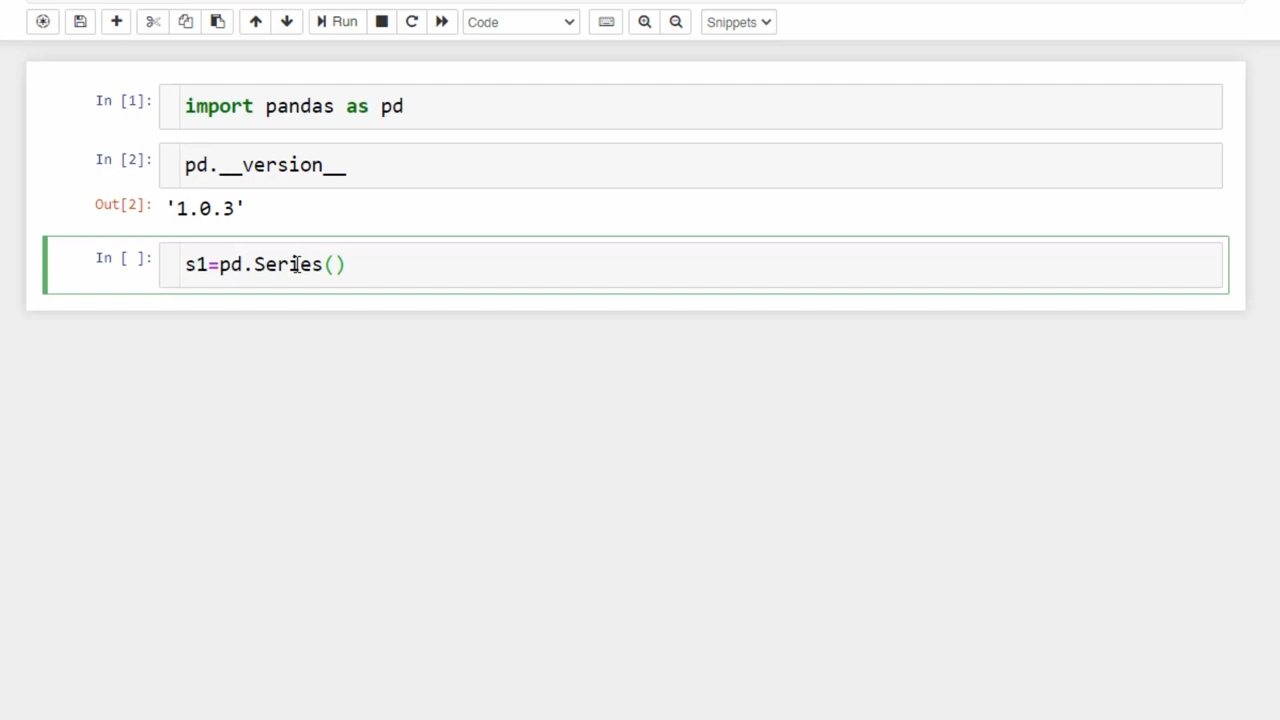 Run Code Snippets
In [1]: import pandas as pd
In [2]: pd.__version__
Out[2]: '1.0.3'
In [ ]: s1=pd.Series()